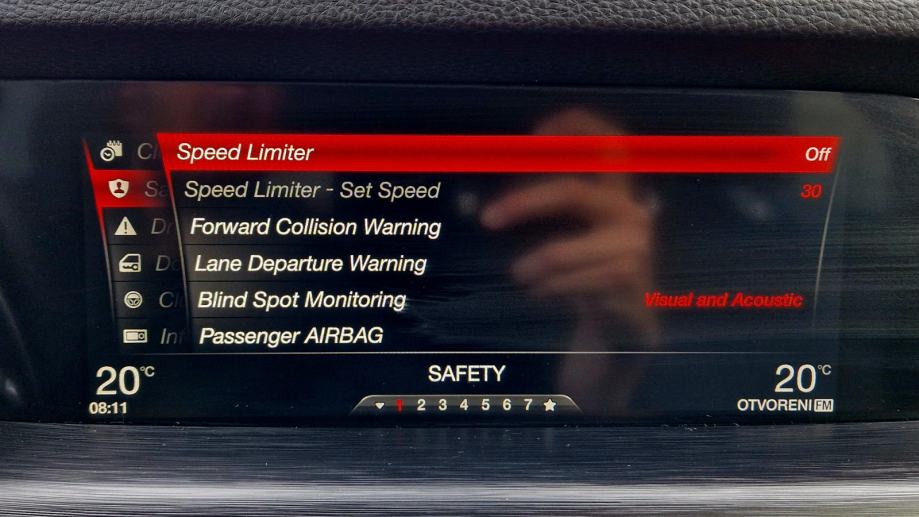 Speed Limiter Off
Speed Limiter - Set Speed 30
Forward Collision Warning
Lane Departure Warning
Blind Spot Monitoring Visual and Acoustic
Passenger AIRBAG
20°C SAFETY 20°C
08:11 1 2 3 4 5 6 7 OTVORENI FM